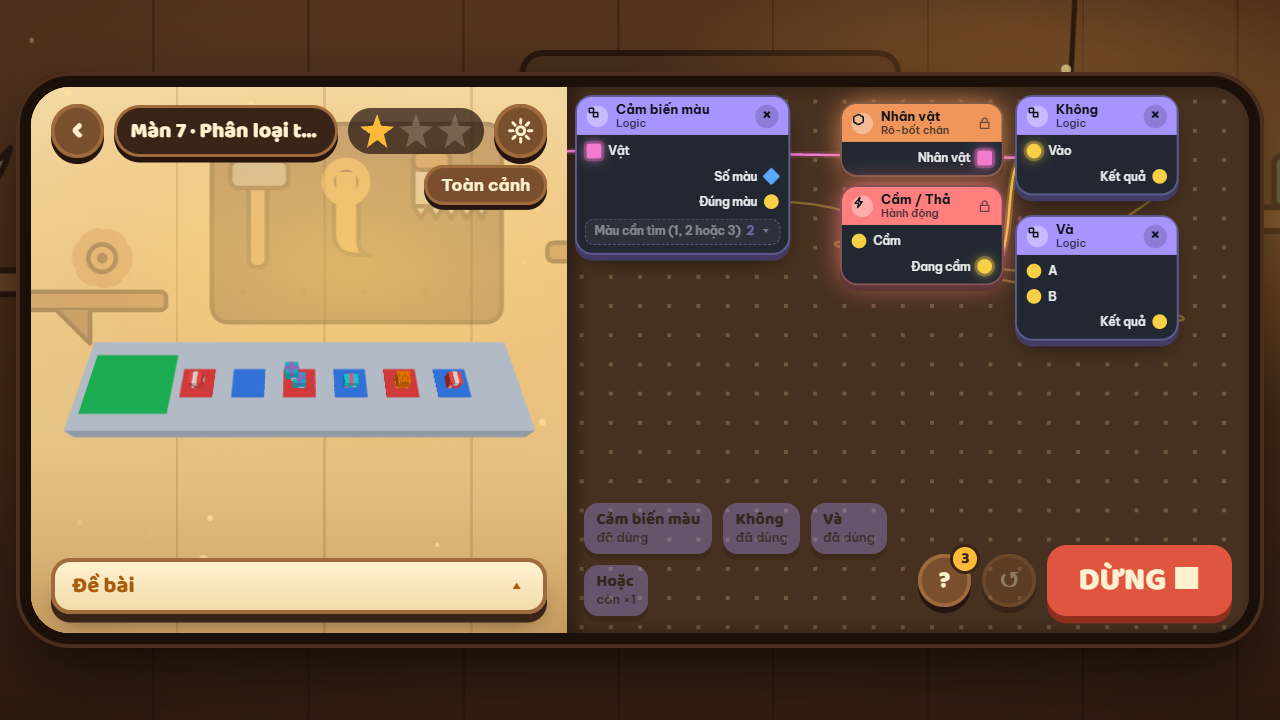 Màn 7 • Phân loại t...
Toàn cảnh
Đề bài
Cảm biến màu
Logic
Vật
Số màu
Đúng màu
Màu cần tìm (1, 2 hoặc 3) 2
Nhân vật
Rô-bốt chân
Nhân vật
Cầm / Thả
Hành động
Cầm
Đang cầm
Không
Logic
Vào
Kết quả
Và
Logic
A
B
Kết quả
Cảm biến màu
đã dùng
Không
đã dùng
Và
đã dùng
Hoặc
còn ×1
?
3
DỪNG